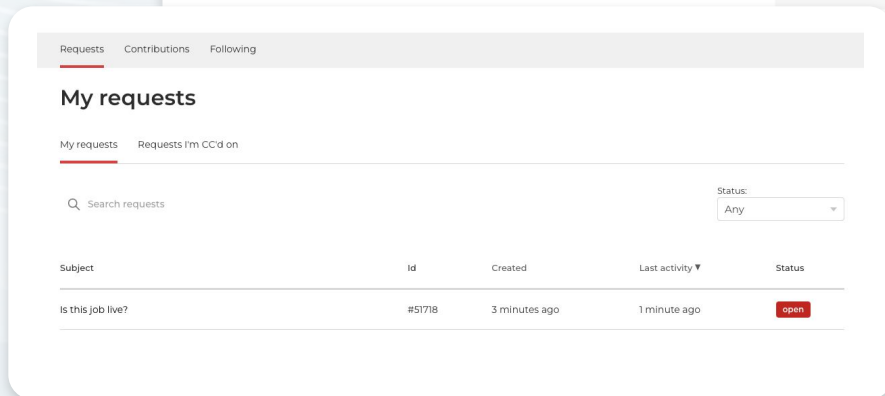 Requests Contributions Following
My requests
My requests Requests I'm CC'd on
Search requests
Status:
Any
Subject Id Created Last activity ▼ Status
Is this job live? #51718 3 minutes ago 1 minute ago open